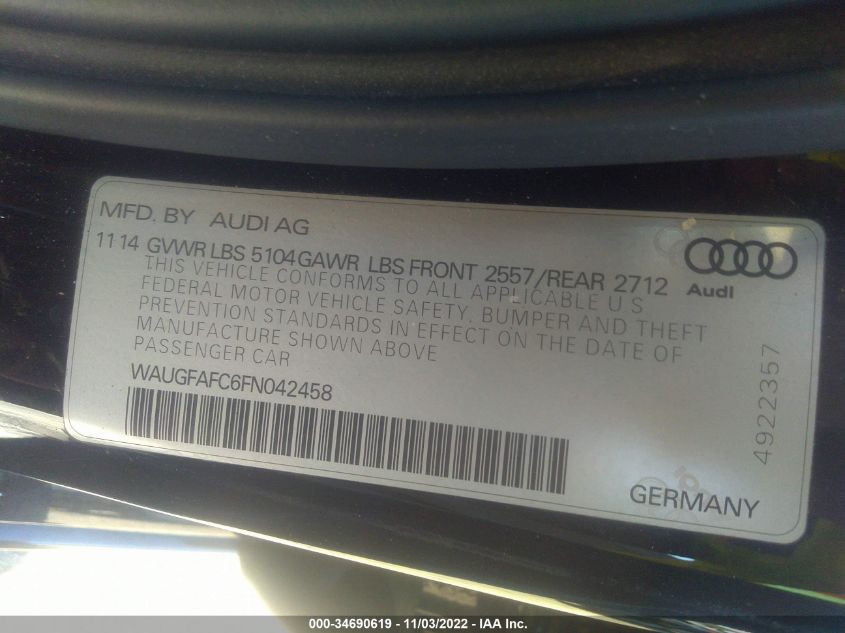 MFD. BY AUDI AG
11 14 GVWR LBS 5104 GAWR LBS FRONT 2557/REAR 2712
THIS VEHICLE CONFORMS TO ALL APPLICABLE U S
FEDERAL MOTOR VEHICLE SAFETY, BUMPER AND THEFT
PREVENTION STANDARDS IN EFFECT ON THE DATE OF
MANUFACTURE SHOWN ABOVE
PASSENGER CAR
WAUGFAFC6FN042458
Audi
4922357
GERMANY
000-34690619 - 11/03/2022 - IAA Inc.